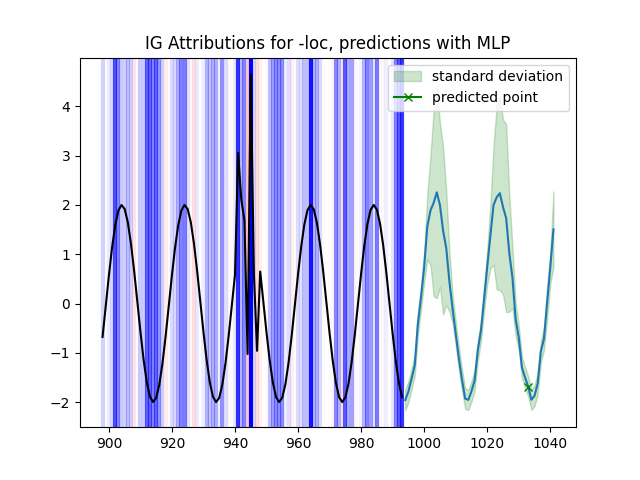 IG Attributions for -loc, predictions with MLP
standard deviation
predicted point
4
3
2
1
0
−1
−2
900 920 940 960 980 1000 1020 1040